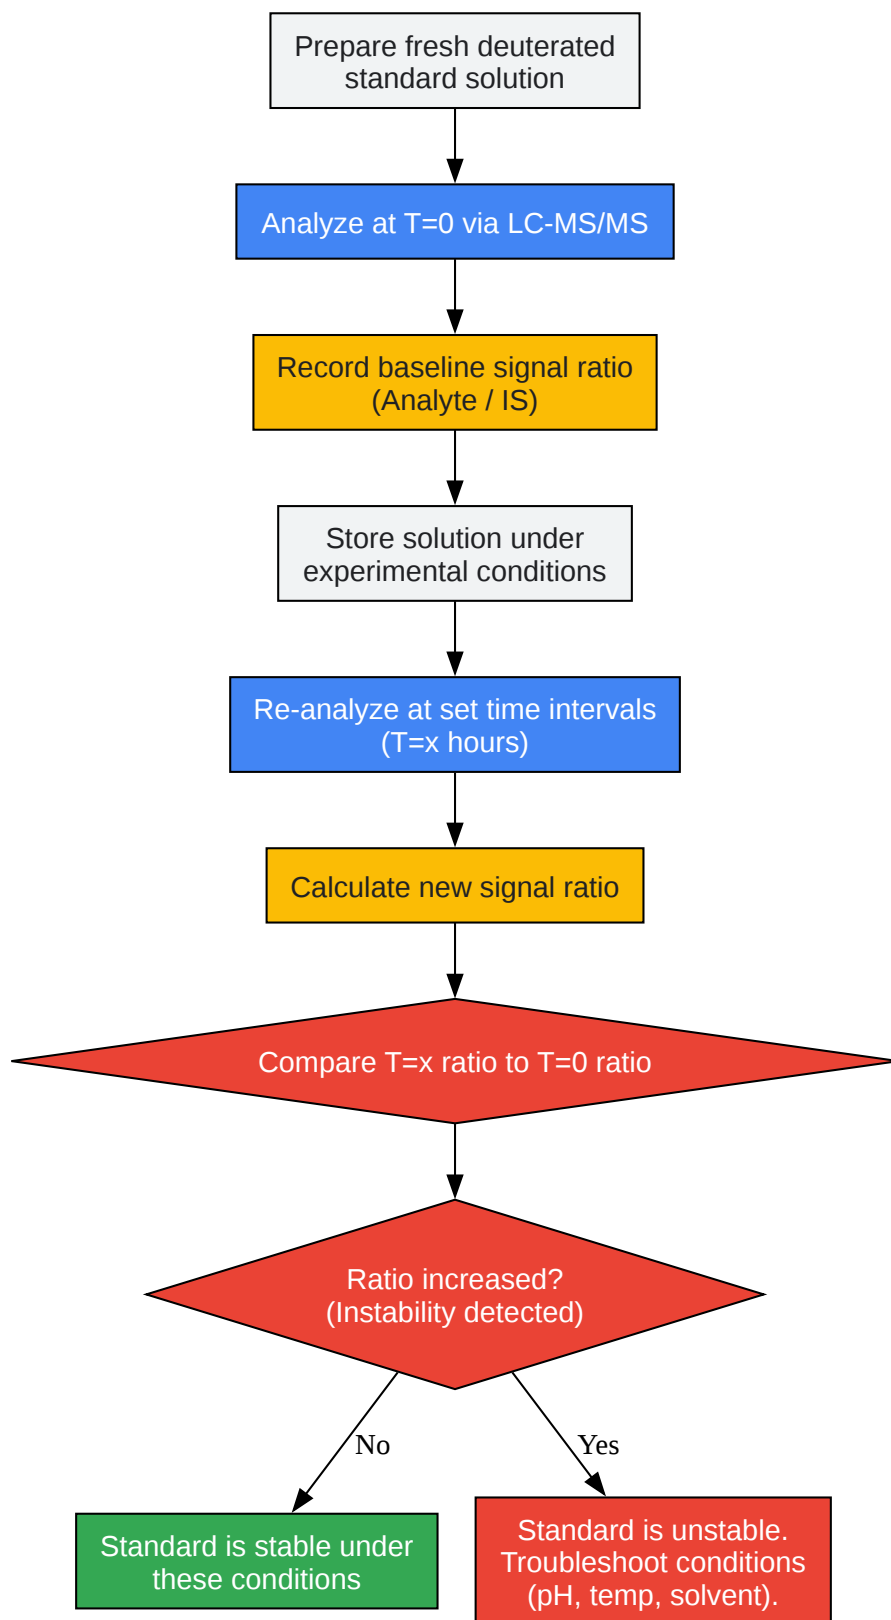 Prepare fresh deuterated
standard solution
Analyze at T=0 via LC-MS/MS
Record baseline signal ratio
(Analyte / IS)
Store solution under
experimental conditions
Re-analyze at set time intervals
(T=x hours)
Calculate new signal ratio
Compare T=x ratio to T=0 ratio
Ratio increased?
(Instability detected)
No
Yes
Standard is stable under
these conditions
Standard is unstable.
Troubleshoot conditions
(pH, temp, solvent).